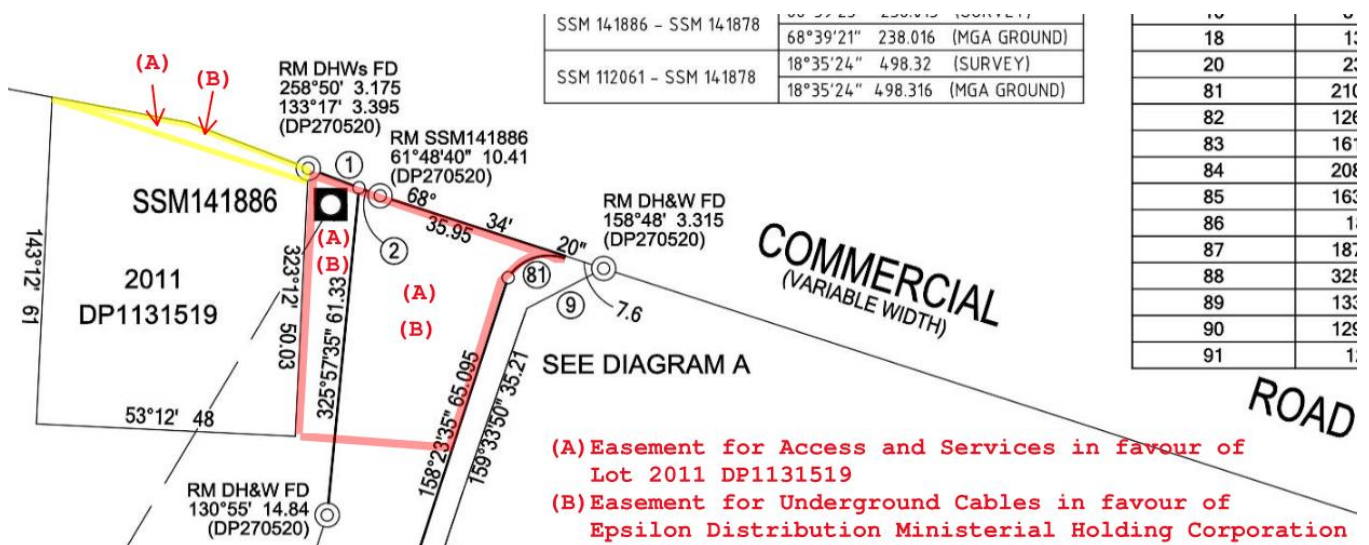 SSM 141886 - SSM 141878
68°39'21" 238.016 (MGA GROUND)
SSM 112061 - SSM 141878
18°35'24" 498.32 (SURVEY)
18°35'24" 498.316 (MGA GROUND)
18
20
81
82
83
84
85
86
87
88
89
90
91
(A)
(B)
RM DHWs FD
258°50' 3.175
133°17' 3.395
(DP270520)
RM SSM141886
61°48'40" 10.41
(DP270520)
1
2
68° 34' 20"
35.95
RM DH&W FD
158°48' 3.315
(DP270520)
81
9
7.6
COMMERCIAL
(VARIABLE WIDTH)
ROAD
SSM141886
(A)
(B)
(A)
(B)
143°12' 61
2011
DP1131519
323°12' 50.03
325°57'35" 61.33
158°23'35" 65.095
159°33'50" 35.21
SEE DIAGRAM A
53°12' 48
RM DH&W FD
130°55' 14.84
(DP270520)
(A) Easement for Access and Services in favour of
Lot 2011 DP1131519
(B) Easement for Underground Cables in favour of
Epsilon Distribution Ministerial Holding Corporation